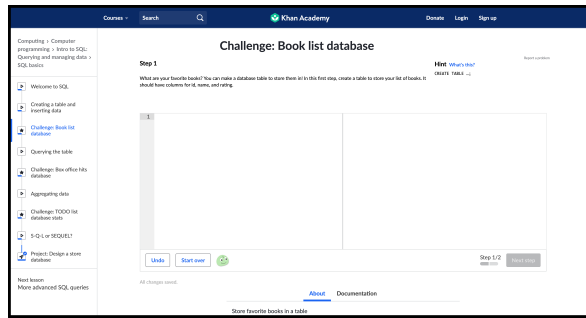 Courses
Search
Khan Academy
Donate
Login
Sign up
Computing > Computer
programming > Intro to SQL:
Querying and managing data >
SQL basics
Welcome to SQL
Creating a table and
inserting data
Challenge: Book list
database
Querying the table
Challenge: Box office hits
database
Aggregating data
Challenge: TODO list
database stats
S-Q-L or SEQUEL?
Project: Design a store
database
Next lesson
More advanced SQL queries
Challenge: Book list database
Step 1
What are your favorite books? You can make a database table to store them in! In this first step, create a table to store your list of books. It
should have columns for id, name, and rating.
Hint What's this?
CREATE TABLE
Report a problem
1
Undo
Start over
Step 1/2
Next step
All changes saved.
About
Documentation
Store favorite books in a table